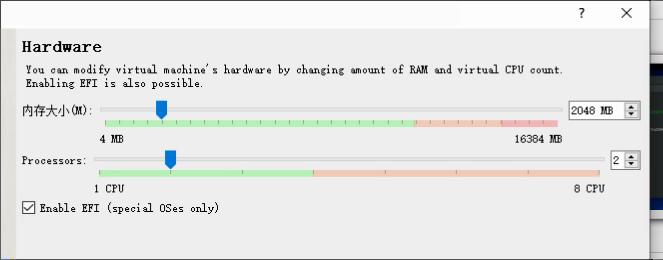 ?
Hardware
You can modify virtual machine's hardware by changing amount of RAM and virtual CPU count.
Enabling EFI is also possible.
内存大小(M):
2048 MB
4 MB
16384 MB
Processors:
2
1 CPU
8 CPU
Enable EFI (special OSes only)